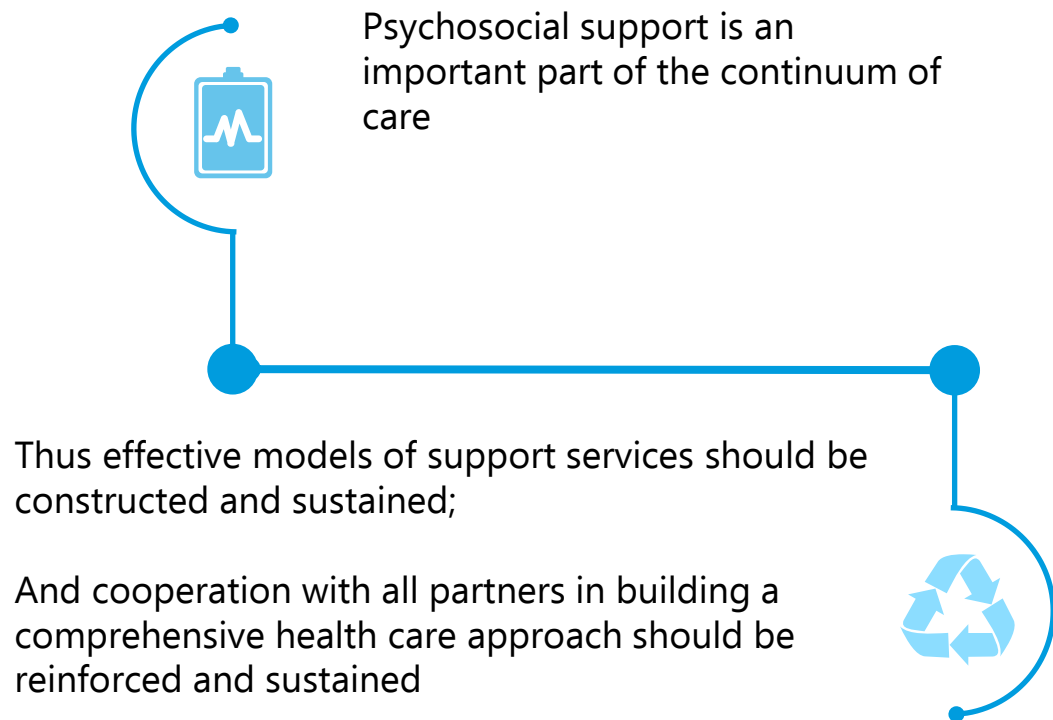 Psychosocial support is an
important part of the continuum of
care
Thus effective models of support services should be
constructed and sustained;
And cooperation with all partners in building a
comprehensive health care approach should be
reinforced and sustained